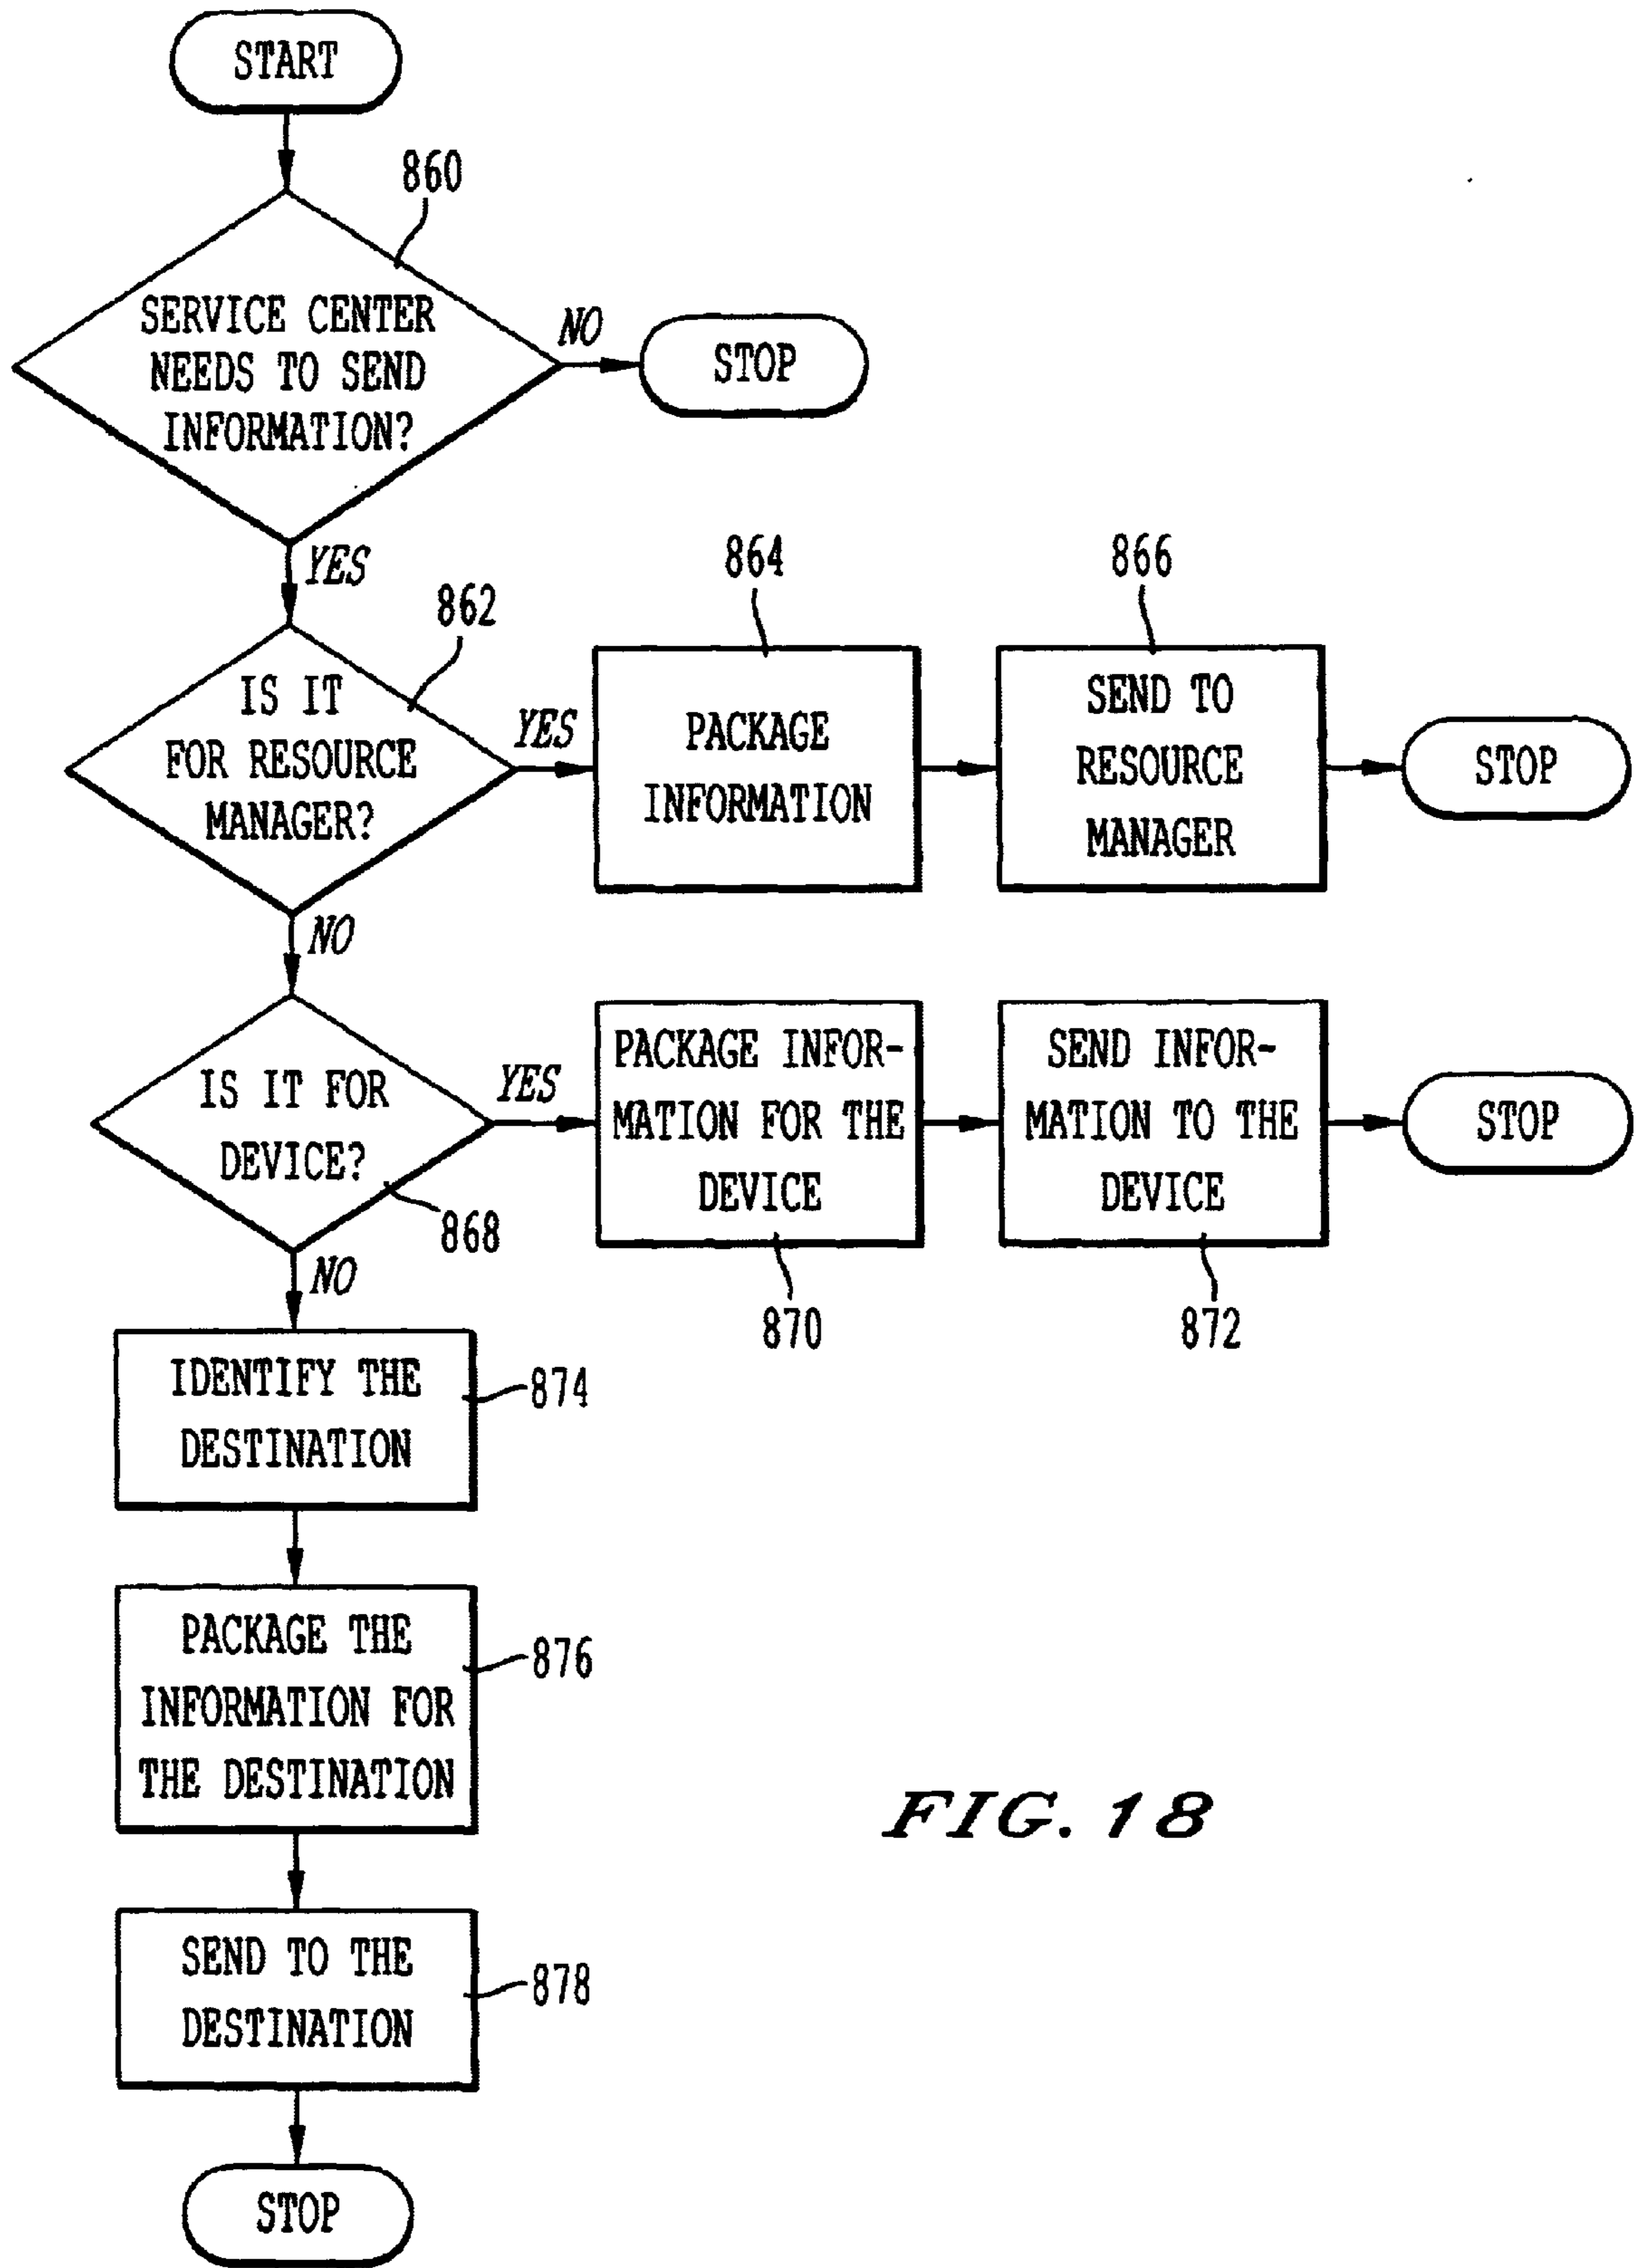 START
860
SERVICE CENTER
NEEDS TO SEND
INFORMATION?
NO
STOP
YES
862
IS IT
FOR RESOURCE
MANAGER?
YES
864
PACKAGE
INFORMATION
866
SEND TO
RESOURCE
MANAGER
STOP
NO
IS IT FOR
DEVICE?
868
YES
PACKAGE INFOR-
MATION FOR THE
DEVICE
870
SEND INFOR-
MATION TO THE
DEVICE
872
STOP
NO
IDENTIFY THE
DESTINATION
874
PACKAGE THE
INFORMATION FOR
THE DESTINATION
876
SEND TO THE
DESTINATION
878
STOP
FIG. 18